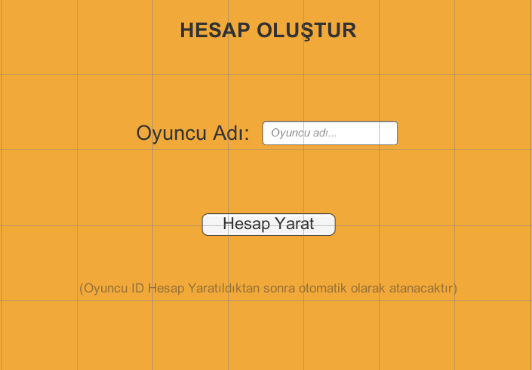 HESAP OLUŞTUR
Oyuncu Adı: Oyuncu adı...
Hesap Yarat
(Oyuncu ID Hesap Yaratıldıktan sonra otomatik olarak atanacaktır)